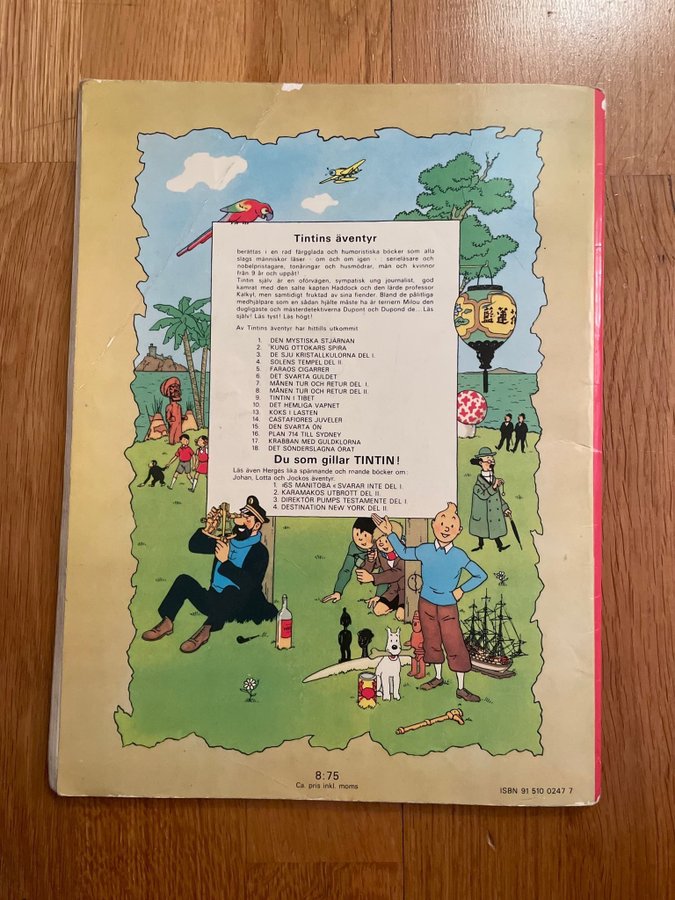 Tintins äventyr
berättas i en rad färgglada och humoristiska böcker som alla
slags människor läser - om och om igen - : serieläsare och
nobelpristagare, tonåringar och husmödrar, män och kvinnor
från 9 år och uppåt!
Tintin själv är en oförvägen, sympatisk ung journalist, god
kamrat med den salte kapten Haddock och den lärde professor
Kalkyl, men samtidigt fruktad av sina fiender. Bland de pålitliga
medhjälpare som en sådan hjälte måste ha är terriern Milou den
dugligaste och mästerdetektiverna Dupont och Dupond de... Läs
själv! Läs tyst! Läs högt!
Av Tintins äventyr har hittills utkommit
1. DEN MYSTISKA STJÄRNAN
2. KUNG OTTOKARS SPIRA
3. DE SJU KRISTALLKULORNA DEL I.
4. SOLENS TEMPEL DEL II.
5. FARAOS CIGARRER
6. DET SVARTA GULDET
7. MÅNEN TUR OCH RETUR DEL I.
8. MÅNEN TUR OCH RETUR DEL II.
9. TINTIN I TIBET
10. DET HEMLIGA VAPNET
13. KOKS I LASTEN
14. CASTAFIORES JUVELER
15. DEN SVARTA ÖN
16. PLAN 714 TILL SYDNEY
17. KRABBAN MED GULDKLORNA
18. DET SÖNDERSLAGNA ÖRAT
Du som gillar TINTIN!
Läs även Hergés lika spännande och roande böcker om
Johan, Lotta och Jockos äventyr.
1. »SS MANITOBA« SVARAR INTE DEL I.
2. KARAMAKOS UTBROTT DEL II.
3. DIREKTÖR PUMPS TESTAMENTE DEL I.
4. DESTINATION NEW YORK DEL II.
8:75
Ca. pris inkl. moms
ISBN 91 510 0247 7